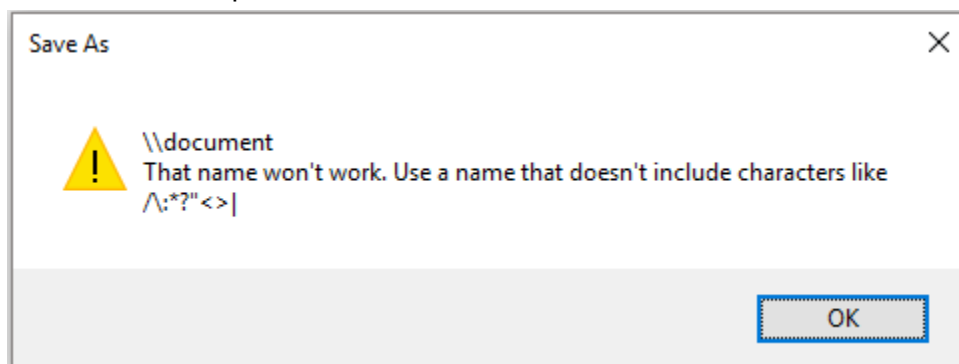 Save As
\\document
That name won't work. Use a name that doesn't include characters like
/\:*?"<>|
OK